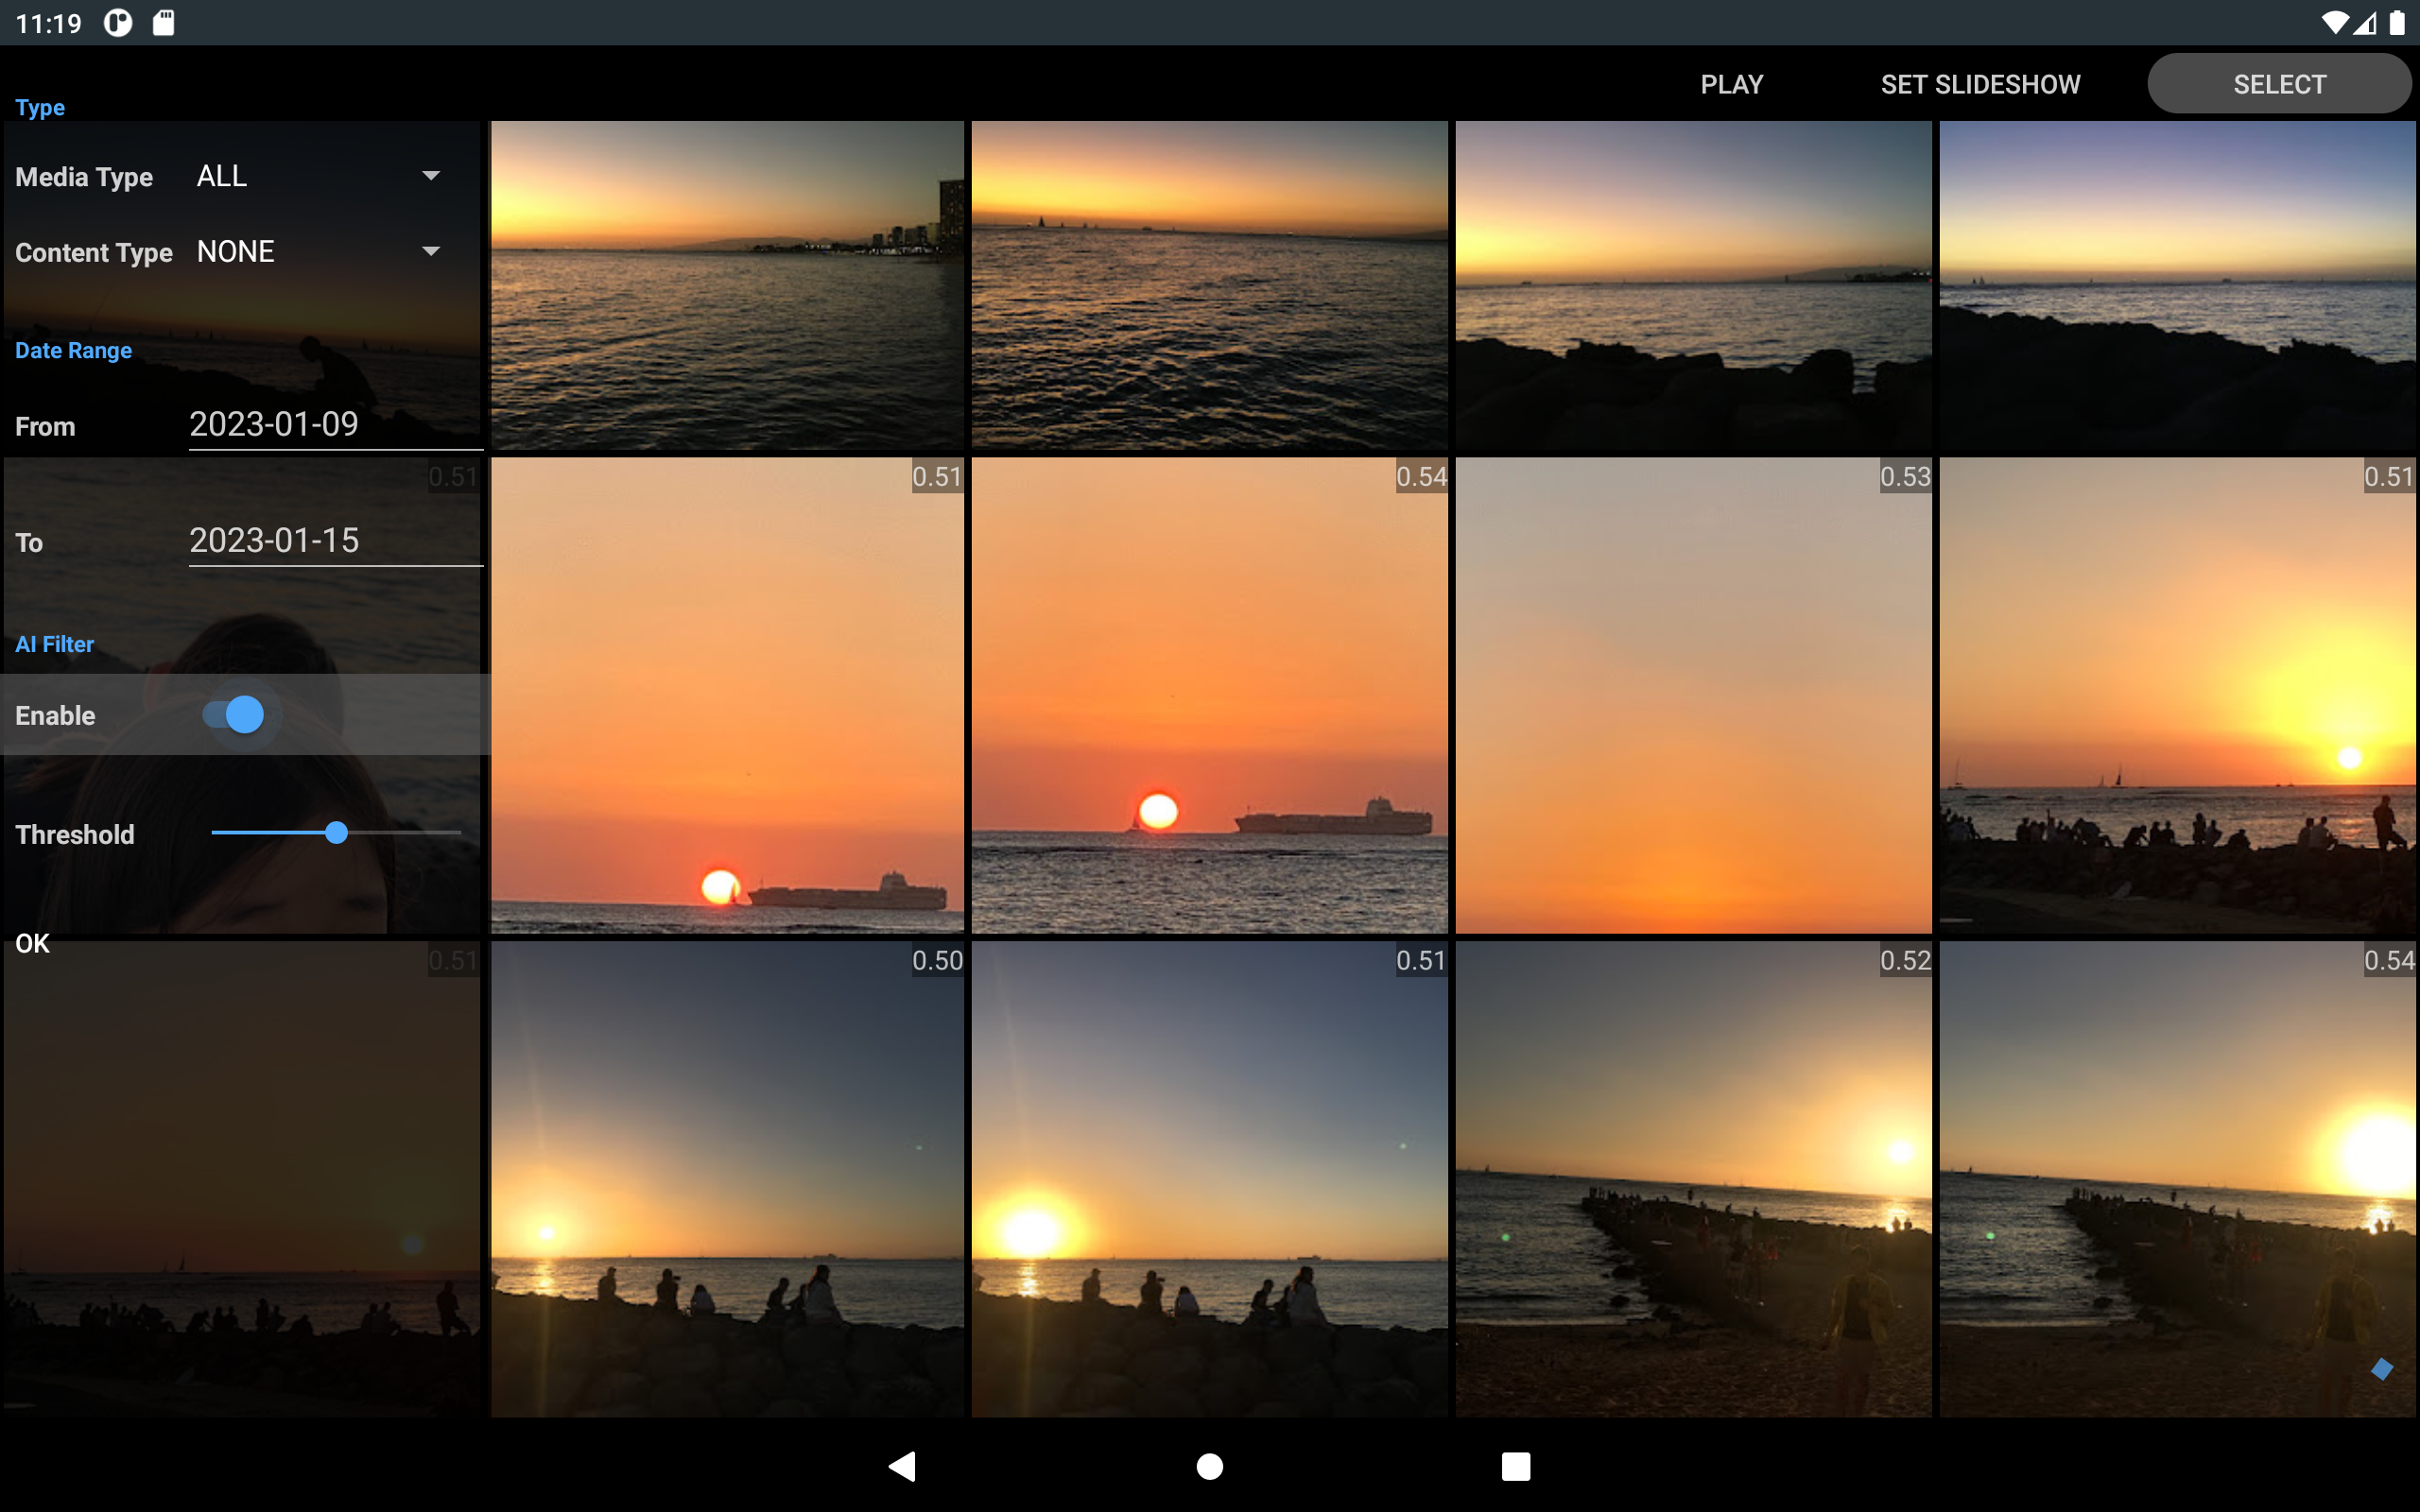 11:19
PLAY SET SLIDESHOW SELECT
Type
Media Type ALL
Content Type NONE
Date Range
From 2023-01-09
0.51 0.51 0.54 0.53 0.51
To 2023-01-15
AI Filter
Enable
Threshold
OK
0.51 0.50 0.51 0.52 0.54